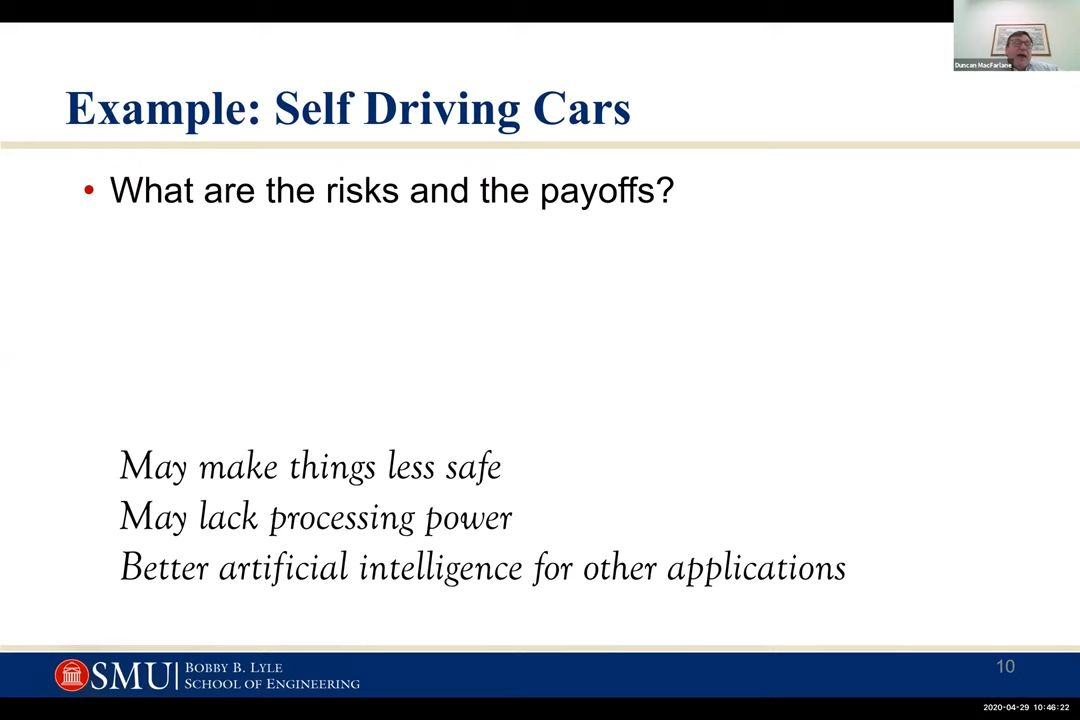 Duncan MacFarlane
Example: Self Driving Cars
• What are the risks and the payoffs?
May make things less safe
May lack processing power
Better artificial intelligence for other applications
SMU
BOBBY B. LYLE
SCHOOL OF ENGINEERING
10
2020-04-29 10:46:22